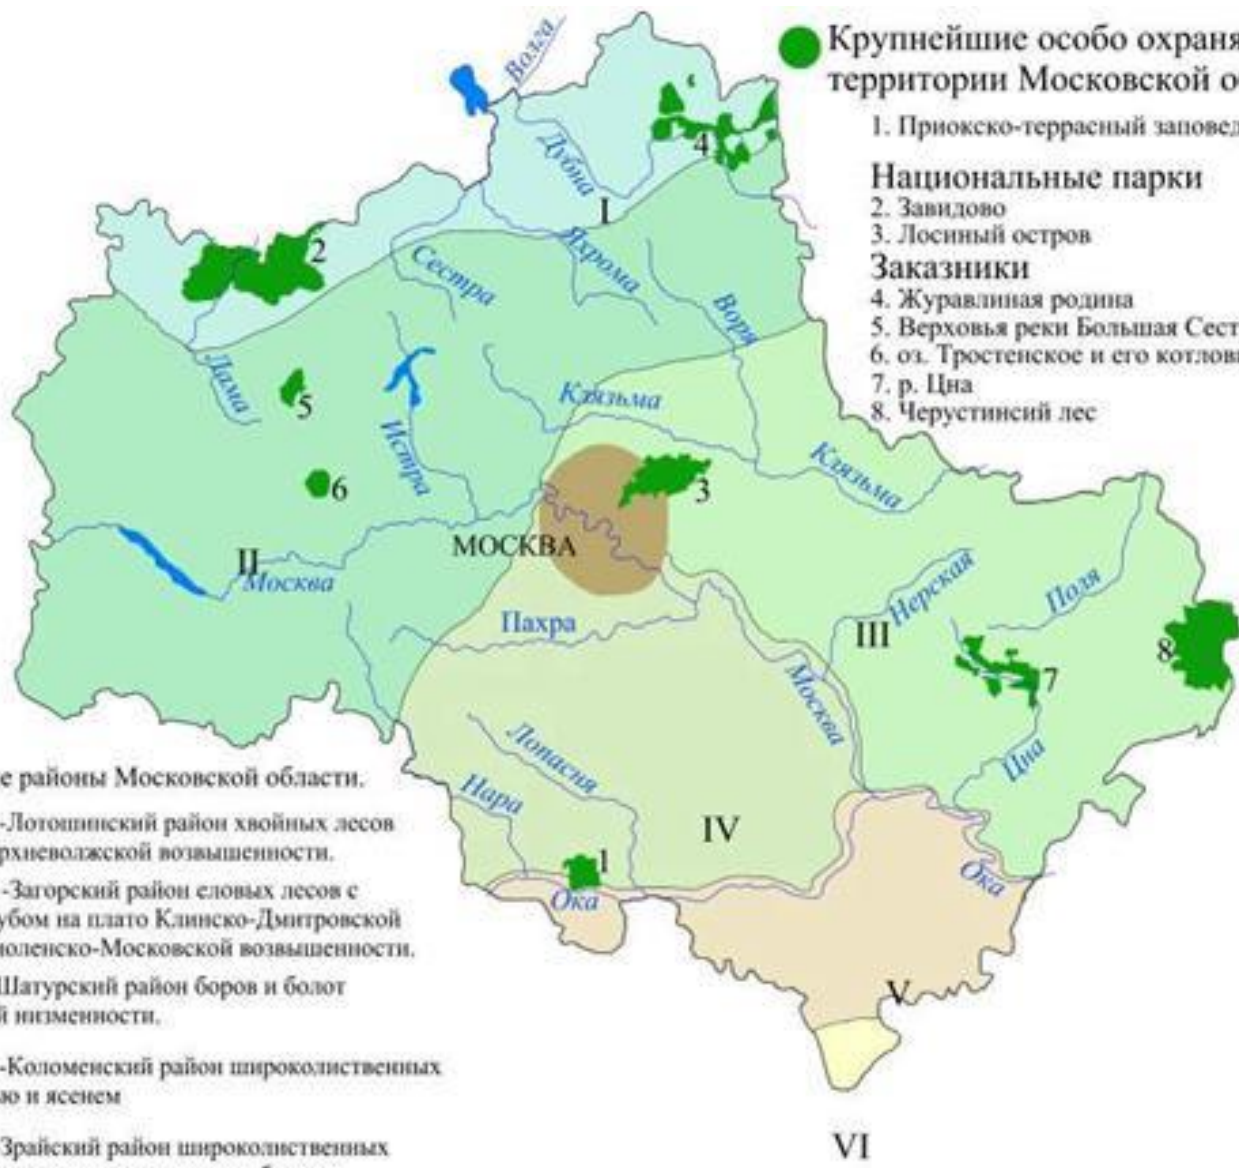 Крупнейшие особо охраня
территории Московской о
1. Приокско-террасный заповед
Национальные парки
2. Завидово
3. Лосиный остров
Заказники
4. Журавлиная родина
5. Верховья реки Большая Сест
6. оз. Тростенское и его котлови
7. р. Цна
8. Черустинсий лес
Волга
Дубна
4
I
2
Сестра
Яхрома
Воря
Лама
5
Истра
Клязьма
Клязьма
6
3
МОСКВА
II
Москва
Пахра
Нерская
Поля
III
8
7
Москва
Цна
Лопасня
Нара
IV
1
Ока
Ока
V
VI
е районы Московской области.
-Лотошинский район хвойных лесов
рхневолжской возвышенности.
-Загорский район еловых лесов с
убом на плато Клинско-Дмитровской
моленско-Московской возвышенности.
Шатурский район боров и болот
й низменности.
-Коломенский район широколиственных
ю и ясенем
Зрайский район широколиственных